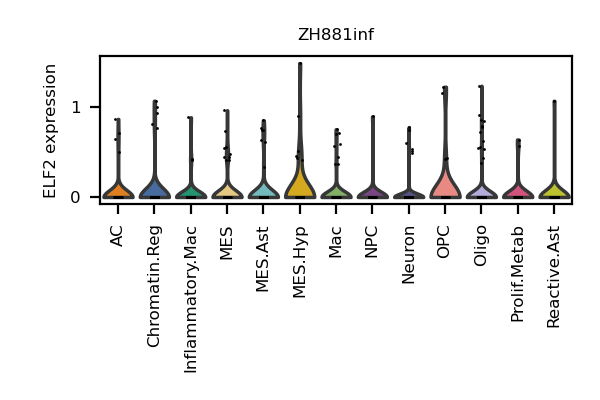 ZH881inf
ELF2 expression
1
0
AC
Chromatin.Reg
Inflammatory.Mac
MES
MES.Ast
MES.Hyp
Mac
NPC
Neuron
OPC
Oligo
Prolif.Metab
Reactive.Ast